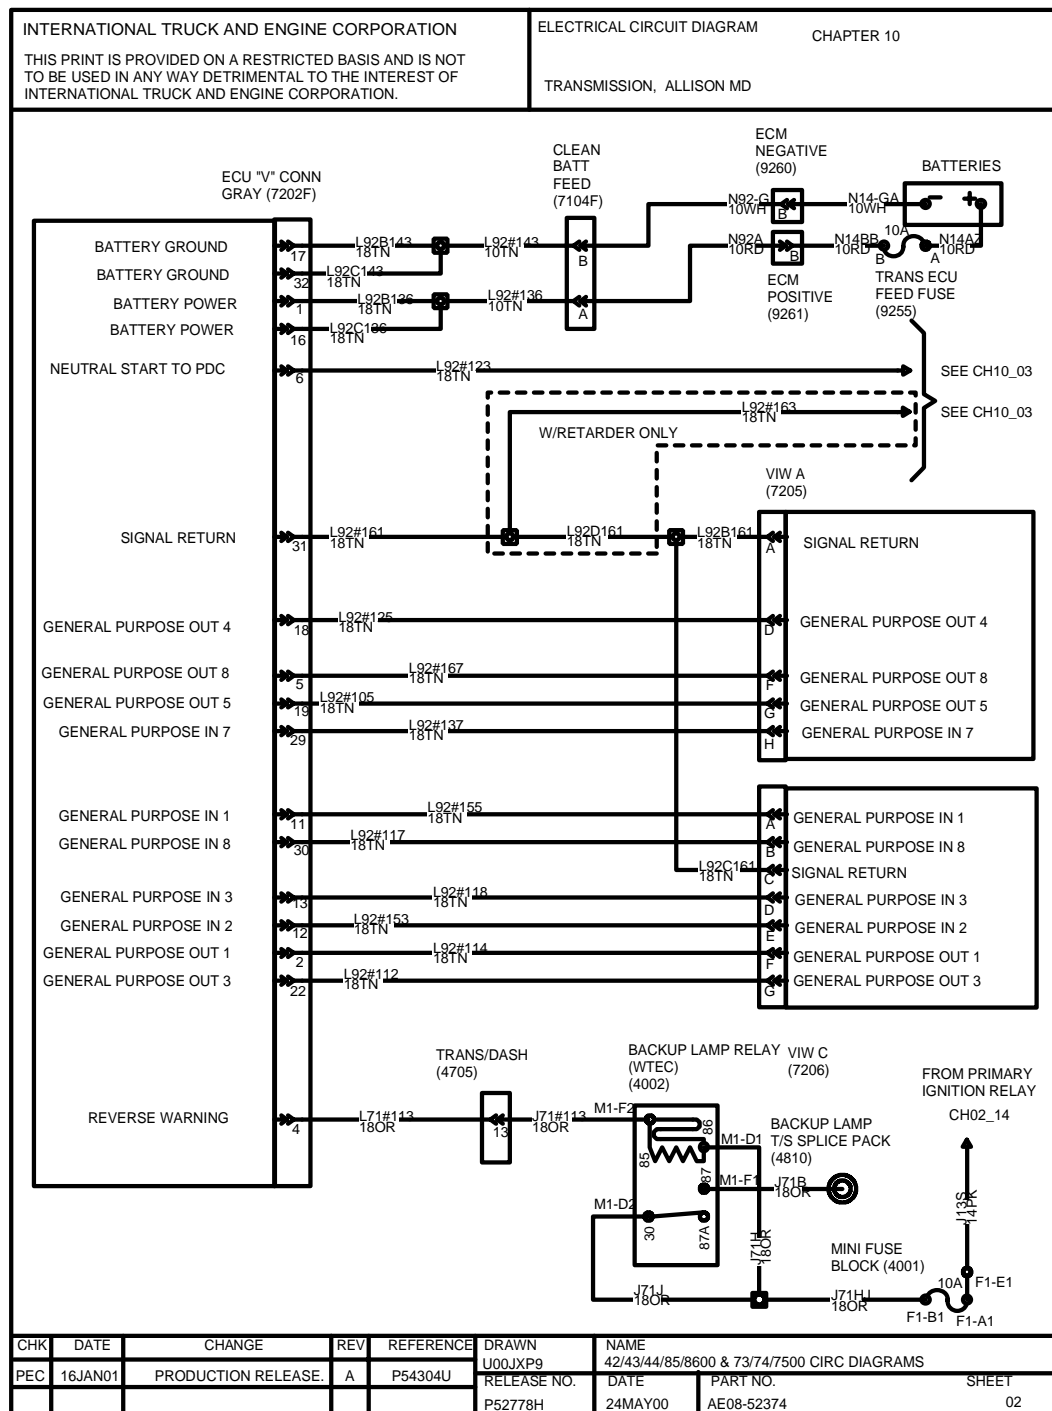 INTERNATIONAL TRUCK AND ENGINE CORPORATION
THIS PRINT IS PROVIDED ON A RESTRICTED BASIS AND IS NOT
TO BE USED IN ANY WAY DETRIMENTAL TO THE INTEREST OF
INTERNATIONAL TRUCK AND ENGINE CORPORATION.
ELECTRICAL CIRCUIT DIAGRAM
CHAPTER 10
TRANSMISSION, ALLISON MD
ECU "V" CONN
GRAY (7202F)
CLEAN
BATT
FEED
(7104F)
ECM
NEGATIVE
(9260)
BATTERIES
N92-G
10WH
B
N14-GA
10WH
- +
BATTERY GROUND
17
L92B143
18TN
L92#143
10TN
B
N92A
10RD
B
N14BB
10RD
10A
B
A
N14AZ
10RD
BATTERY GROUND
32
L92C143
18TN
ECM
POSITIVE
(9261)
TRANS ECU
FEED FUSE
(9255)
BATTERY POWER
1
L92B136
18TN
L92#136
10TN
A
BATTERY POWER
16
L92C136
18TN
NEUTRAL START TO PDC
6
L92#123
18TN
SEE CH10_03
L92#163
18TN
SEE CH10_03
W/RETARDER ONLY
VIW A
(7205)
SIGNAL RETURN
31
L92#161
18TN
L92D161
18TN
L92B161
18TN
A
SIGNAL RETURN
GENERAL PURPOSE OUT 4
18
L92#125
18TN
D
GENERAL PURPOSE OUT 4
GENERAL PURPOSE OUT 8
5
L92#167
18TN
F
GENERAL PURPOSE OUT 8
GENERAL PURPOSE OUT 5
19
L92#105
18TN
G
GENERAL PURPOSE OUT 5
GENERAL PURPOSE IN 7
29
L92#137
18TN
H
GENERAL PURPOSE IN 7
GENERAL PURPOSE IN 1
11
L92#155
18TN
A
GENERAL PURPOSE IN 1
GENERAL PURPOSE IN 8
30
L92#117
18TN
B
GENERAL PURPOSE IN 8
L92C161
18TN
C
SIGNAL RETURN
GENERAL PURPOSE IN 3
13
L92#118
18TN
D
GENERAL PURPOSE IN 3
GENERAL PURPOSE IN 2
12
L92#153
18TN
E
GENERAL PURPOSE IN 2
GENERAL PURPOSE OUT 1
2
L92#114
18TN
F
GENERAL PURPOSE OUT 1
GENERAL PURPOSE OUT 3
22
L92#112
18TN
G
GENERAL PURPOSE OUT 3
TRANS/DASH
(4705)
BACKUP LAMP RELAY
(WTEC)
(4002)
VIW C
(7206)
FROM PRIMARY
IGNITION RELAY
CH02_14
REVERSE WARNING
4
L71#113
18OR
13
J71#113
18OR
M1-F2
86
85
M1-D1
BACKUP LAMP
T/S SPLICE PACK
(4810)
87
M1-F1
J71B
18OR
M1-D2
30
87A
J71H
18OR
J13S
14PK
MINI FUSE
BLOCK (4001)
J71J
18OR
J71HJ
18OR
10A
F1-E1
F1-B1
F1-A1
CHK DATE CHANGE REV REFERENCE
PEC 16JAN01 PRODUCTION RELEASE. A P54304U
DRAWN
U00JXP9
NAME
42/43/44/85/8600 & 73/74/7500 CIRC DIAGRAMS
RELEASE NO.
P52778H
DATE
24MAY00
PART NO.
AE08-52374
SHEET
02